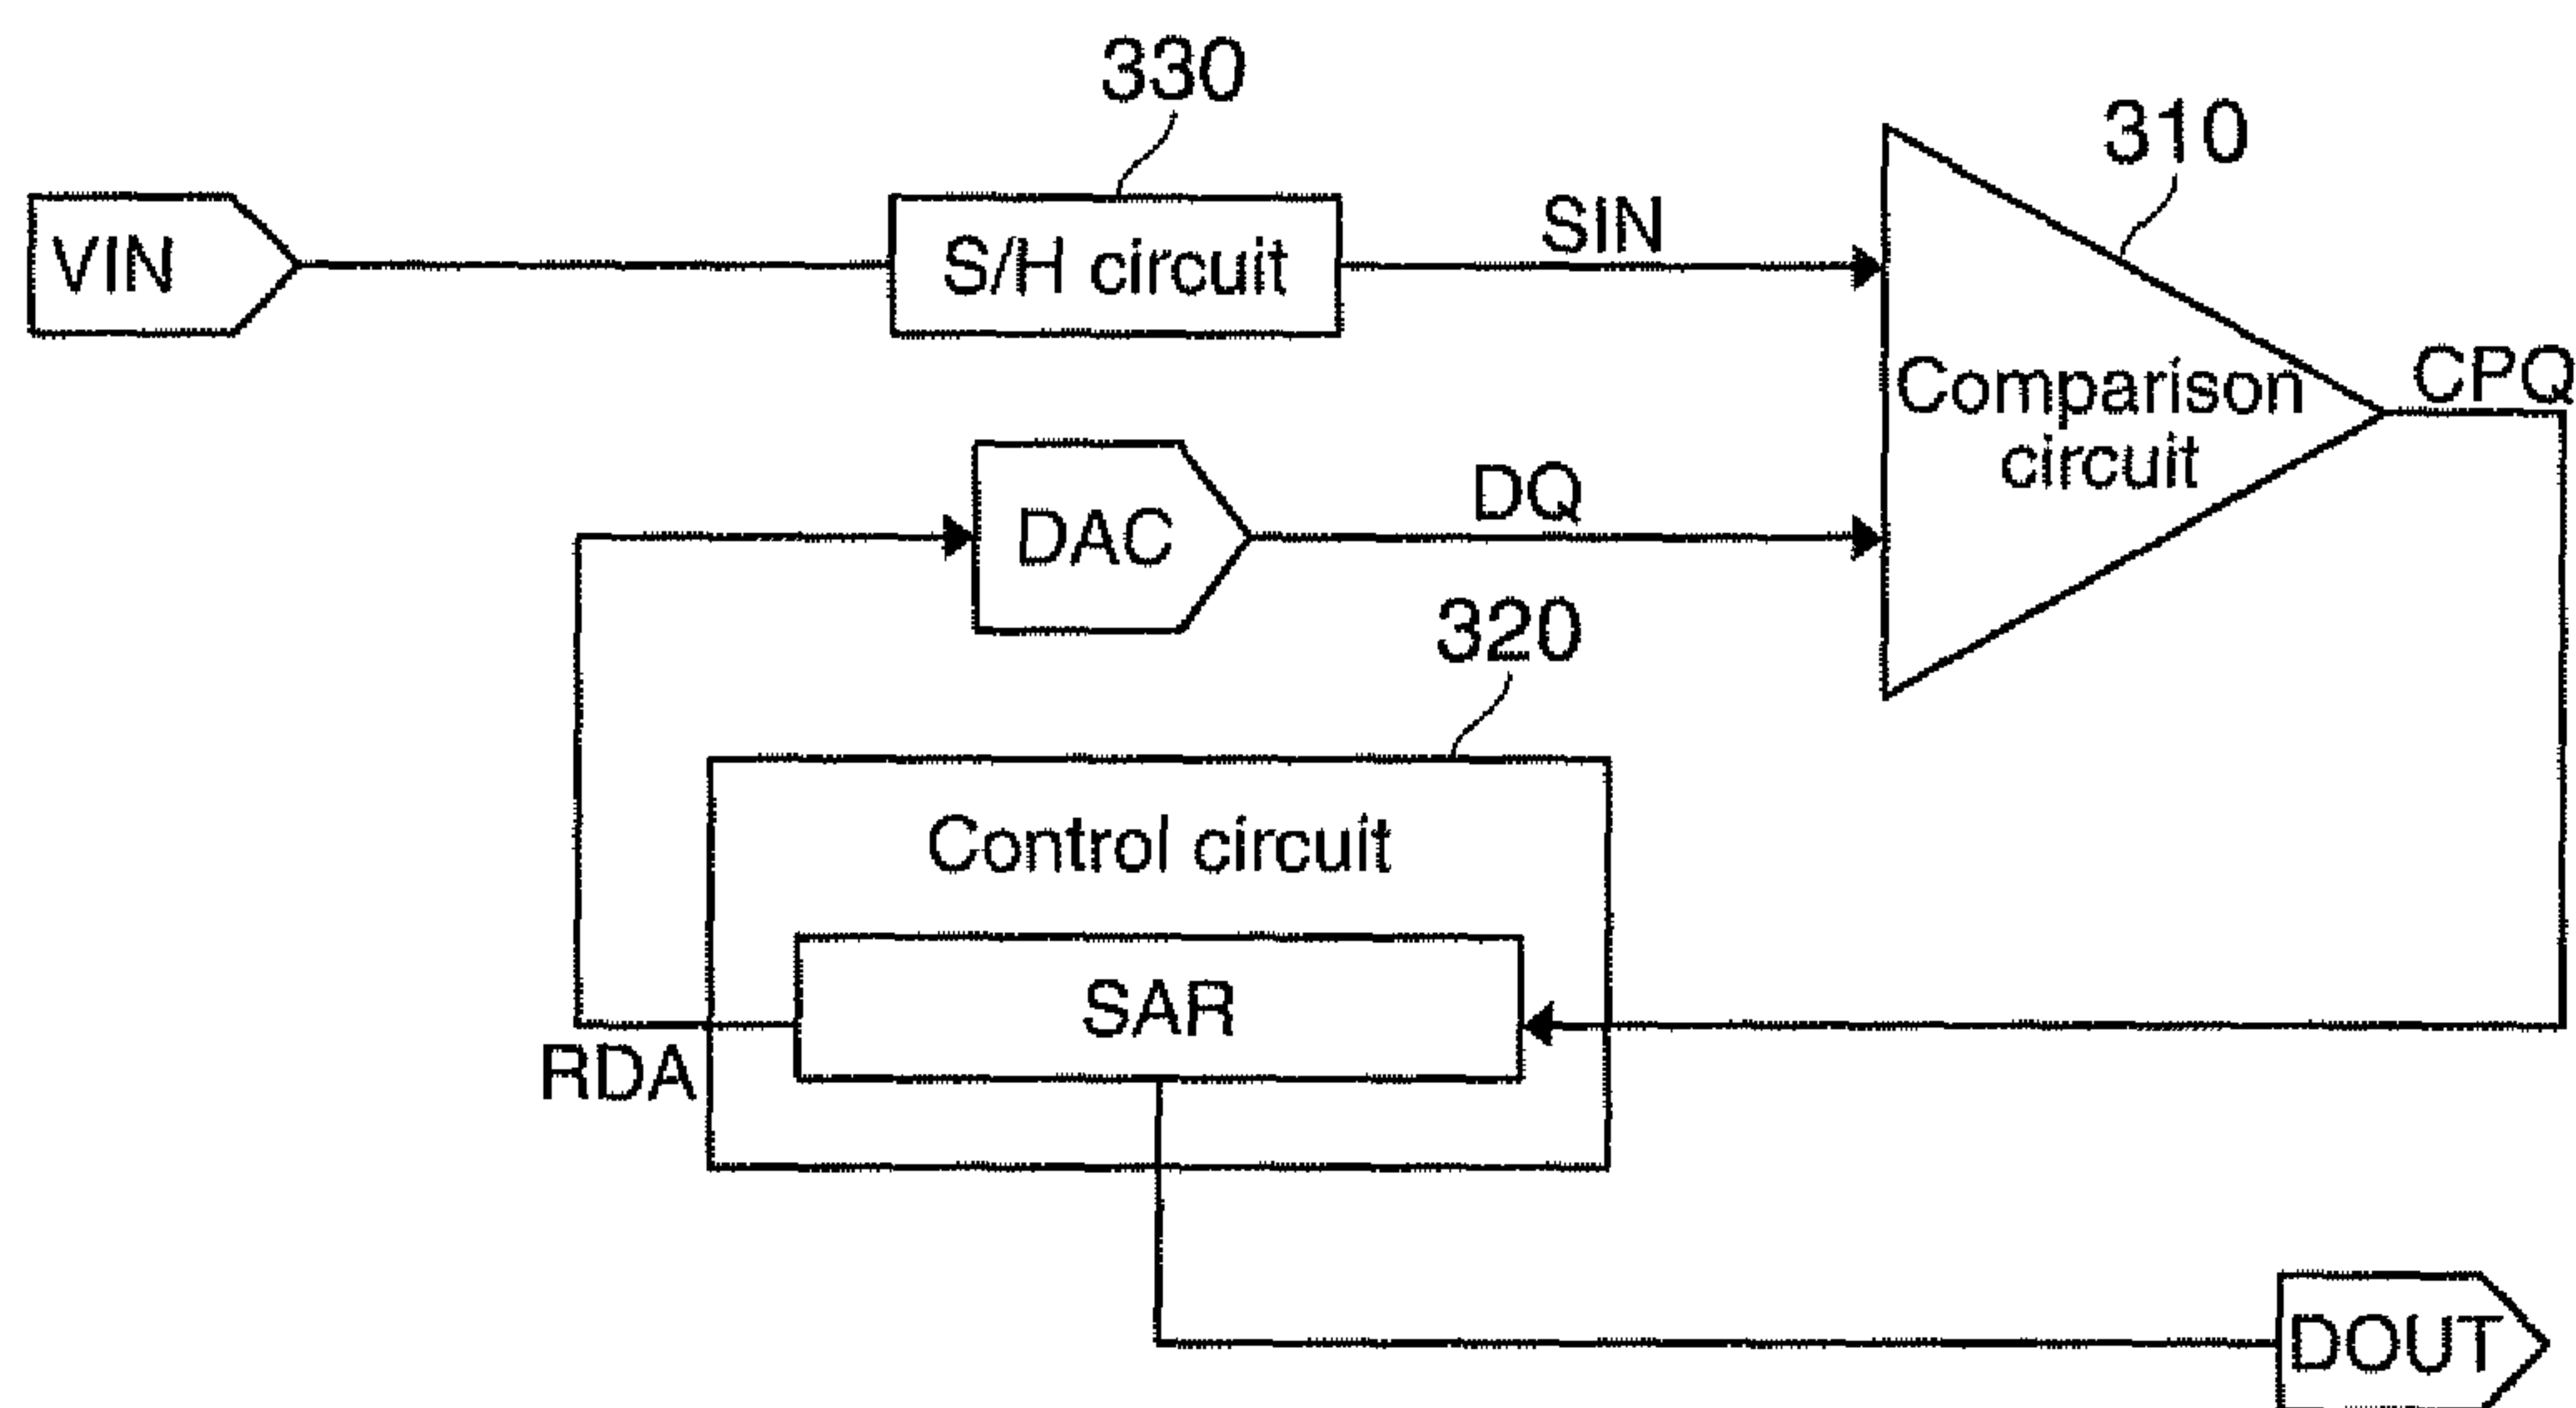 330
310
VIN
S/H circuit
SIN
Comparison
circuit
CPQ
DAC
DQ
320
Control circuit
SAR
RDA
DOUT